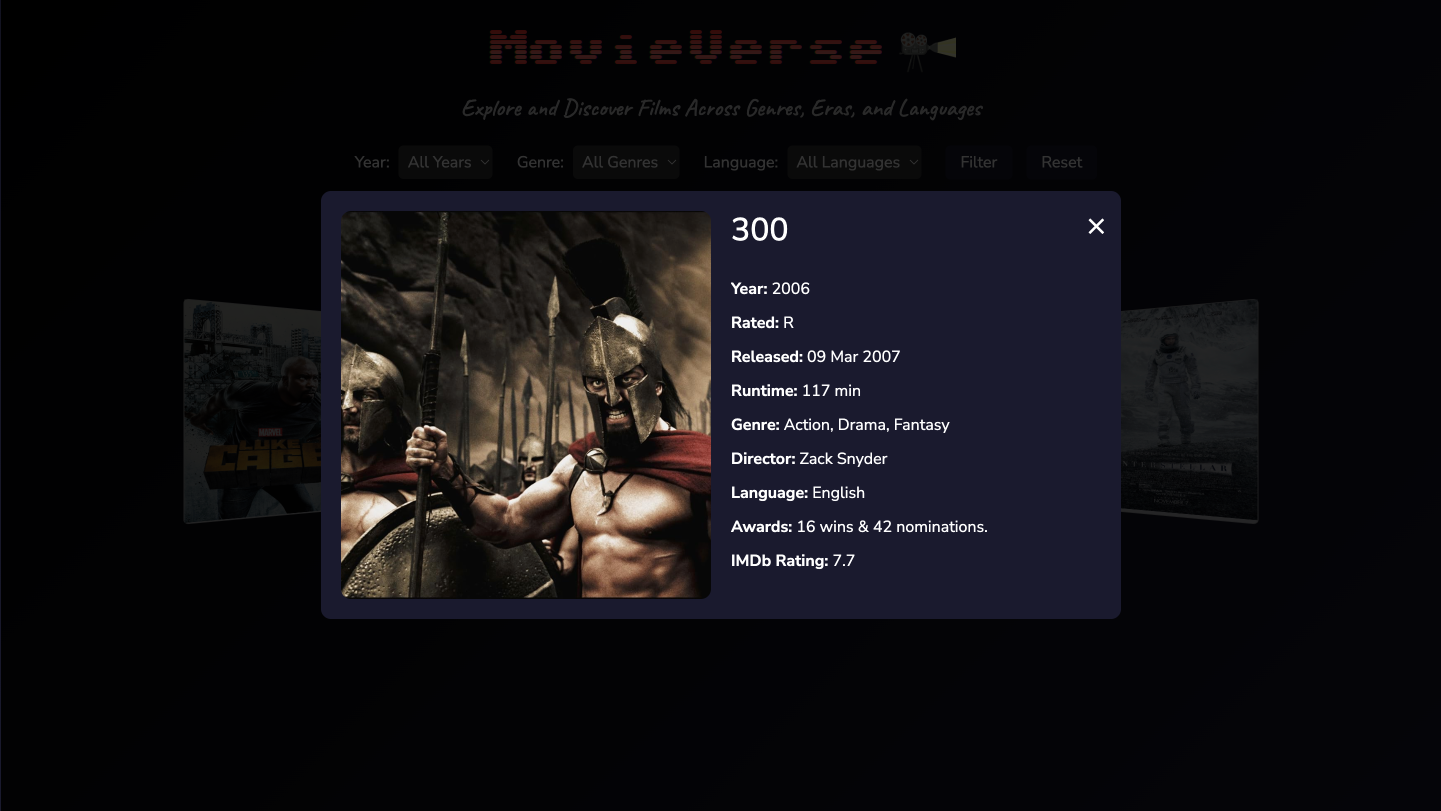 MovieVerse
Explore and Discover Films Across Genres, Eras, and Languages
Year: All Years Genre: All Genres Language: All Languages Filter Reset
300 ✕
Year: 2006
Rated: R
Released: 09 Mar 2007
Runtime: 117 min
Genre: Action, Drama, Fantasy
Director: Zack Snyder
Language: English
Awards: 16 wins & 42 nominations.
IMDb Rating: 7.7
MARVEL
LUKE
CAGE